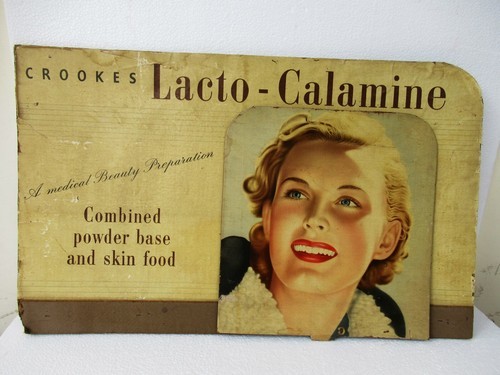 CROOKES Lacto-Calamine
A medical Beauty Preparation
Combined
powder base
and skin food